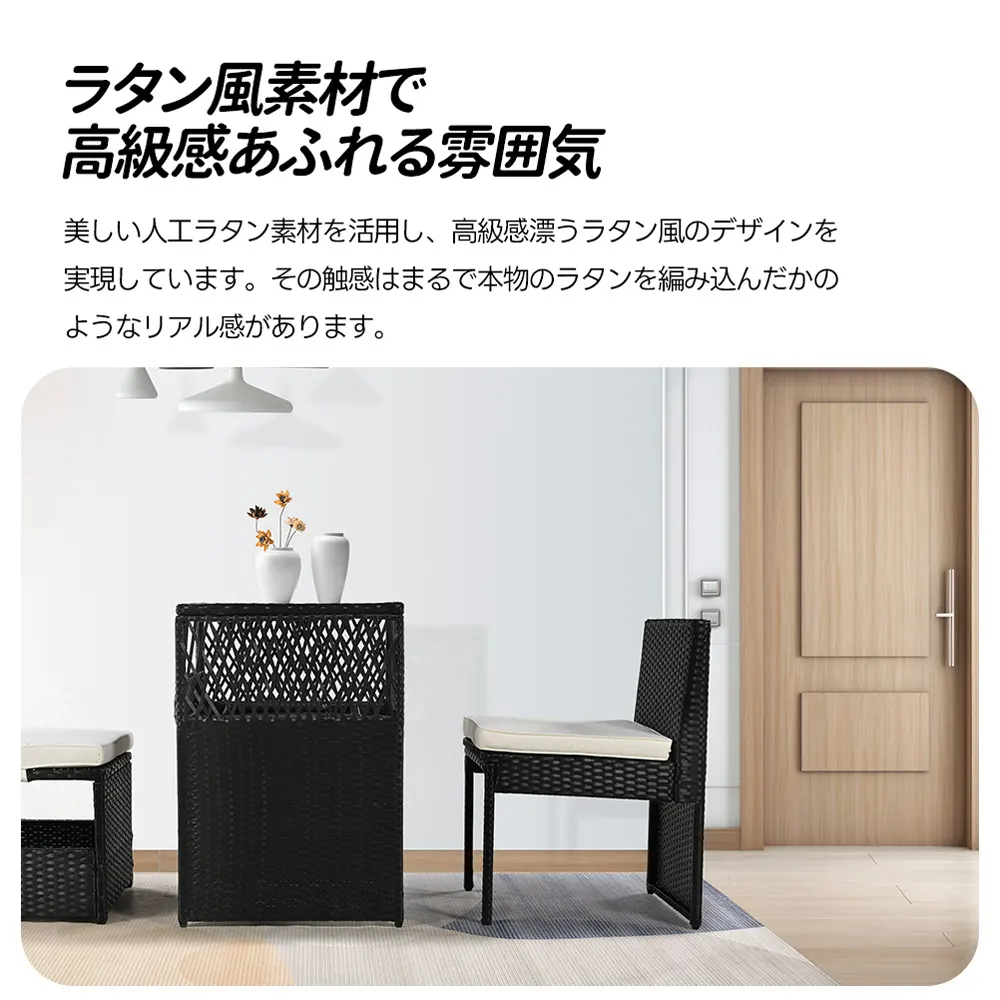 ラタン風素材で
高級感あふれる雰囲気
美しい人工ラタン素材を活用し、高級感漂うラタン風のデザインを
実現しています。その触感はまるで本物のラタンを編み込んだかの
ようなリアル感があります。